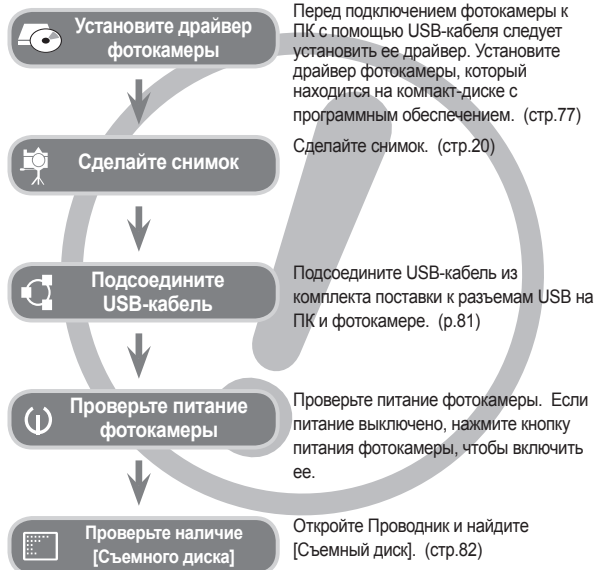 Установите драйвер
фотокамеры
Перед подключением фотокамеры к
ПК с помощью USB-кабеля следует
установить ее драйвер. Установите
драйвер фотокамеры, который
находится на компакт-диске с
программным обеспечением. (стр.77)
Сделайте снимок
Сделайте снимок. (стр.20)
Подсоедините
USB-кабель
Подсоедините USB-кабель из
комплекта поставки к разъемам USB на
ПК и фотокамере. (p.81)
Проверьте питание
фотокамеры
Проверьте питание фотокамеры. Если
питание выключено, нажмите кнопку
питания фотокамеры, чтобы включить
ее.
Проверьте наличие
[Съемного диска]
Откройте Проводник и найдите
[Съемный диск]. (стр.82)